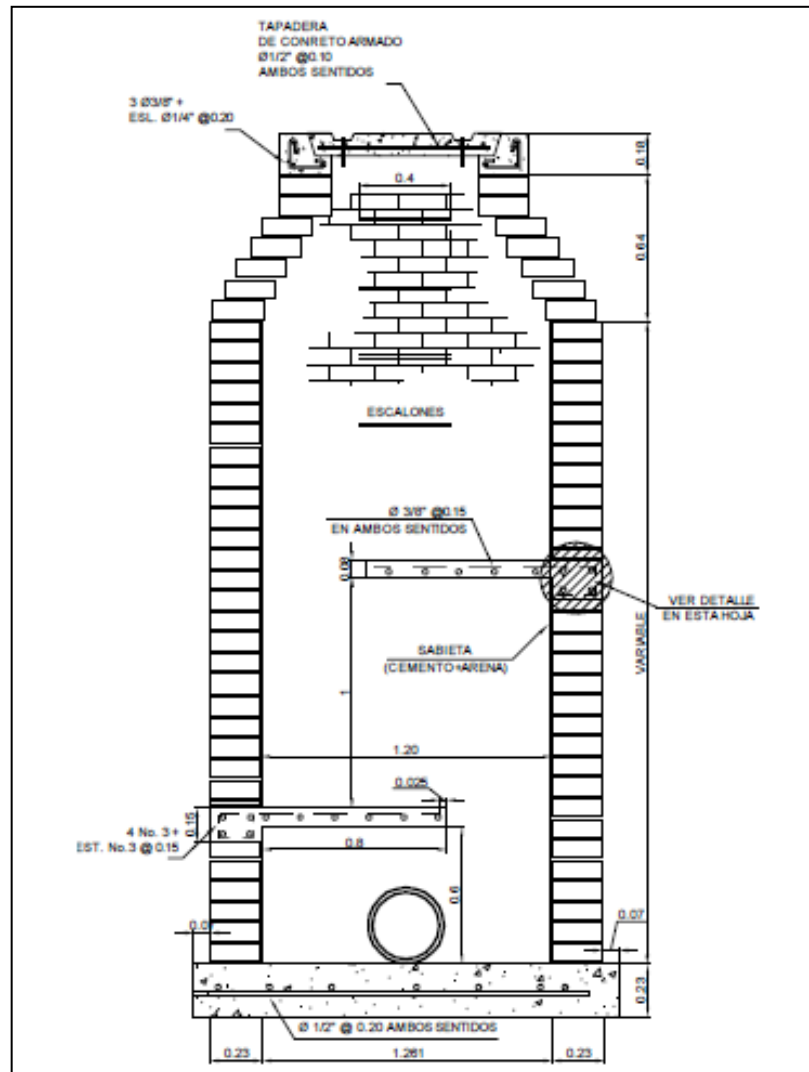 TAPADERA
DE CONRETO ARMADO
Ø1/2" @0.10
AMBOS SENTIDOS
3 Ø3/8" +
ESL. Ø1/4" @0.20
0.18
0.4
0.64
ESCALONES
Ø 3/8" @0.15
EN AMBOS SENTIDOS
0.08
VER DETALLE
EN ESTA HOJA
VARIABLE
SABIETA
(CEMENTO+ARENA)
1
1.20
0.025
0.15
4 No. 3 +
EST. No.3 @ 0.15
0.8
0.6
0.07
0.07
0.23
Ø 1/2" @ 0.20 AMBOS SENTIDOS
0.23
1.261
0.23